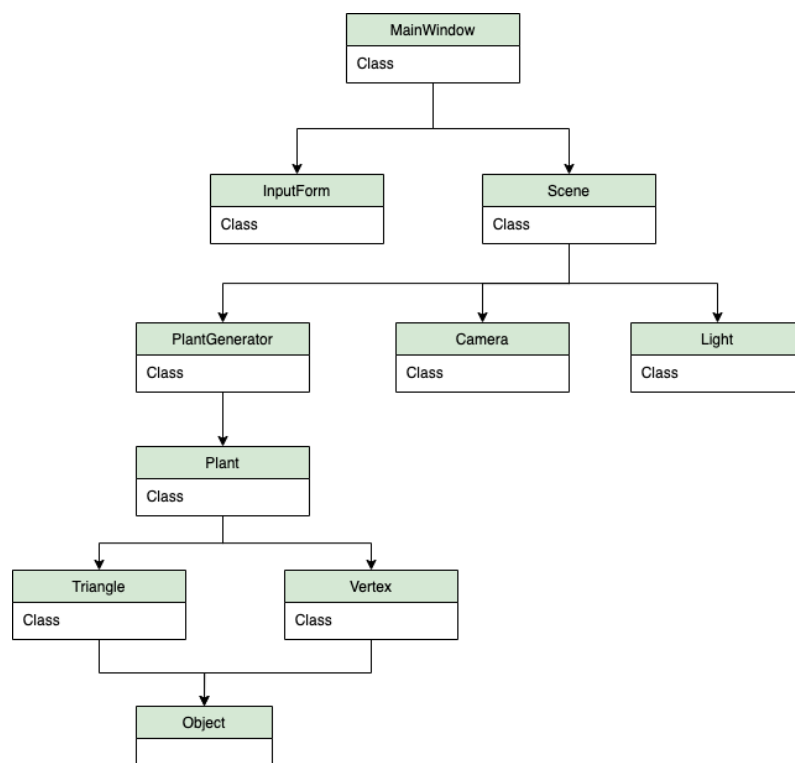 MainWindow
Class
InputForm
Class
Scene
Class
PlantGenerator
Class
Camera
Class
Light
Class
Plant
Class
Triangle
Class
Vertex
Class
Object